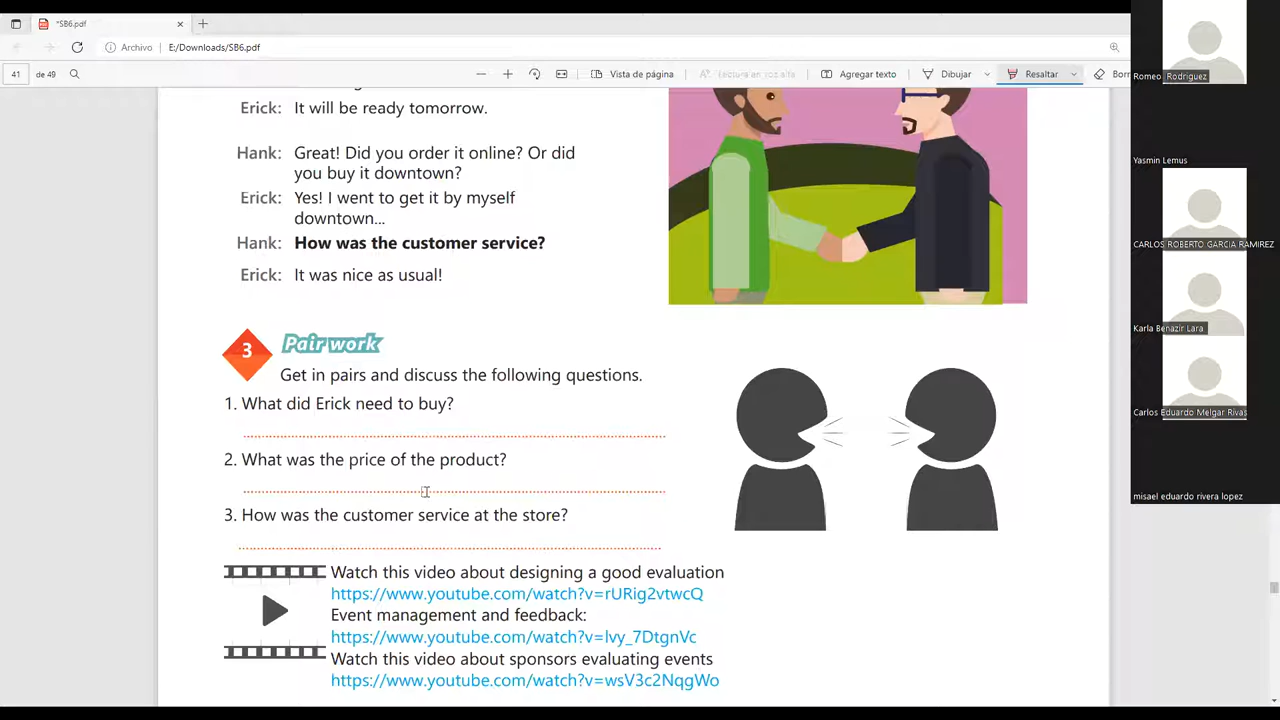 *SB6.pdf
Archivo E:/Downloads/SB6.pdf
41 de 49 Vista de página Lectura en voz alta Agregar texto Dibujar Resaltar Borr
Erick: It will be ready tomorrow.
Hank: Great! Did you order it online? Or did
you buy it downtown?
Erick: Yes! I went to get it by myself
downtown...
Hank: How was the customer service?
Erick: It was nice as usual!
3 Pair work
Get in pairs and discuss the following questions.
1. What did Erick need to buy?
2. What was the price of the product?
3. How was the customer service at the store?
Watch this video about designing a good evaluation
https://www.youtube.com/watch?v=rURig2vtwcQ
Event management and feedback:
https://www.youtube.com/watch?v=lvy_7DtgnVc
Watch this video about sponsors evaluating events
https://www.youtube.com/watch?v=wsV3c2NqgWo
Romeo Rodriguez
Yasmin Lemus
CARLOS ROBERTO GARCIA RAMIREZ
Karla Benazir Lara
Carlos Eduardo Melgar Rivas
misael eduardo rivera lopez